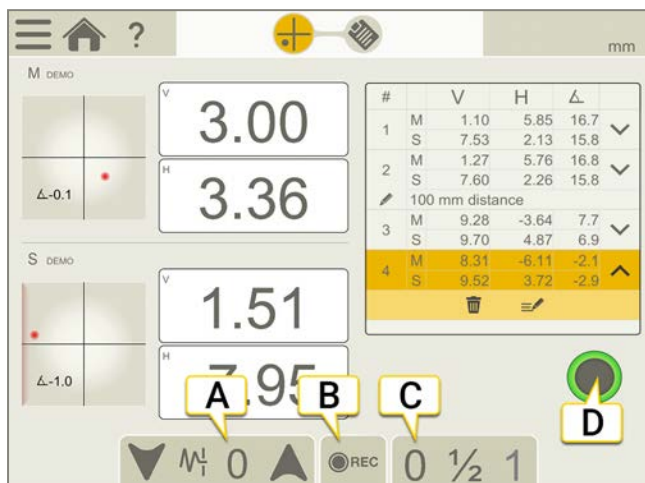 ?
mm
M DEMO
V
3.00
H
3.36
∡-0.1
S DEMO
V
1.51
H
7.95
∡-1.0
# V H ∡
1 M 1.10 5.85 16.7
S 7.53 2.13 15.8
2 M 1.27 5.76 16.8
S 7.60 2.26 15.8
100 mm distance
3 M 9.28 -3.64 7.7
S 9.70 4.87 6.9
4 M 8.31 -6.11 -2.1
S 9.52 3.72 -2.9
A B C D
0 REC 0 ½ 1